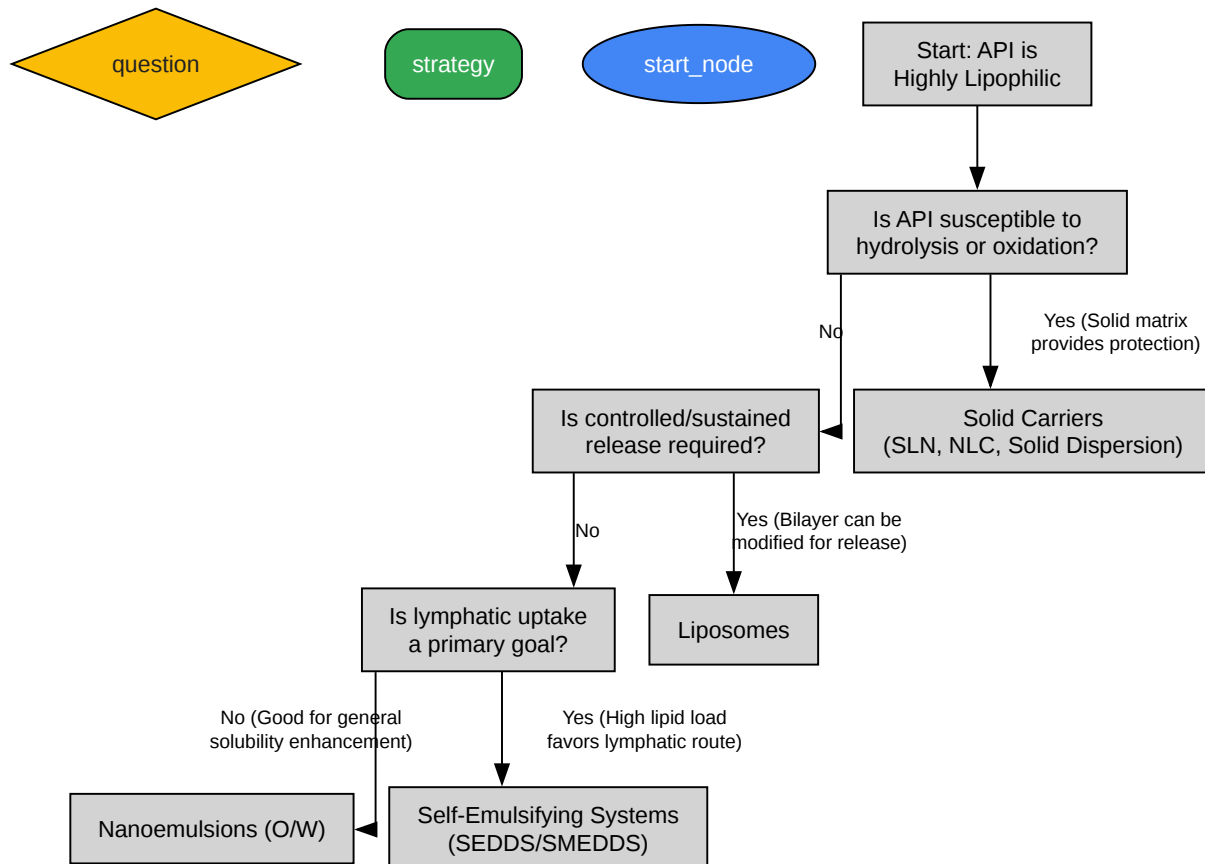 question
strategy
start_node
Start: API is
Highly Lipophilic
Is API susceptible to
hydrolysis or oxidation?
No
Yes (Solid matrix
provides protection)
Is controlled/sustained
release required?
Solid Carriers
(SLN, NLC, Solid Dispersion)
No
Yes (Bilayer can be
modified for release)
Is lymphatic uptake
a primary goal?
Liposomes
No (Good for general
solubility enhancement)
Yes (High lipid load
favors lymphatic route)
Nanoemulsions (O/W)
Self-Emulsifying Systems
(SEDDS/SMEDDS)